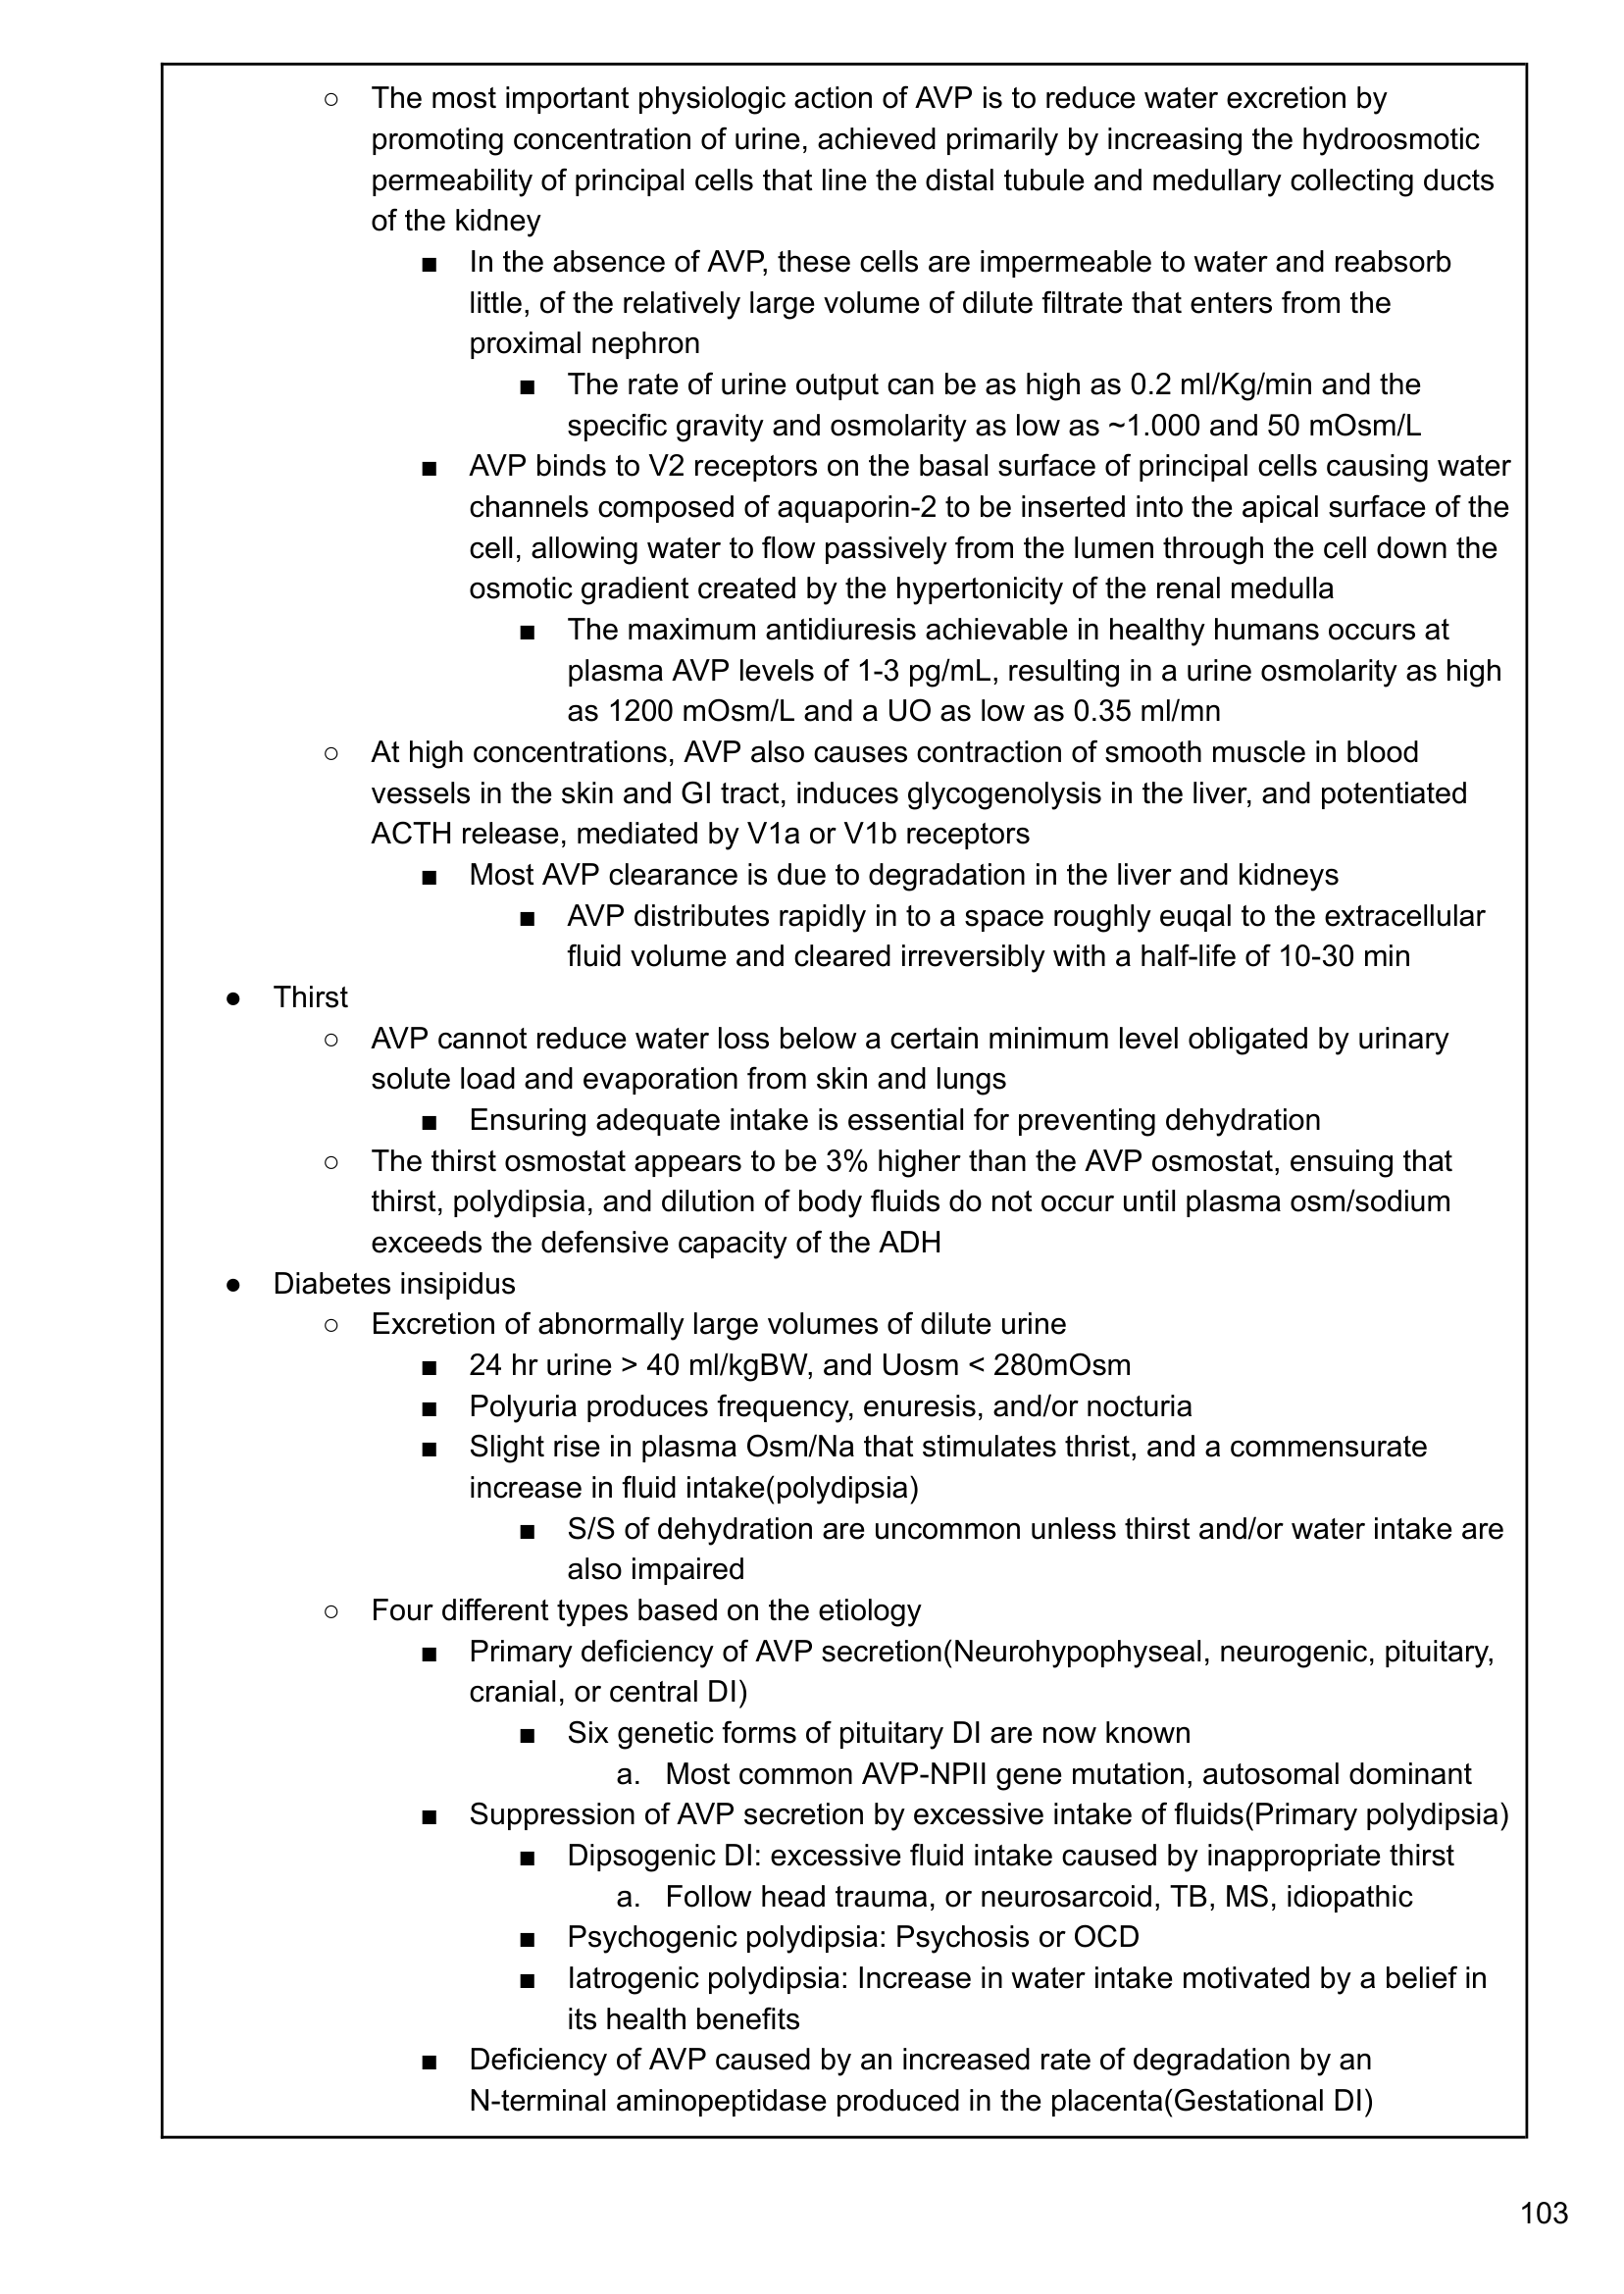 ○ The most important physiologic action of AVP is to reduce water excretion by
promoting concentration of urine, achieved primarily by increasing the hydroosmotic
permeability of principal cells that line the distal tubule and medullary collecting ducts
of the kidney
■ In the absence of AVP, these cells are impermeable to water and reabsorb
little, of the relatively large volume of dilute filtrate that enters from the
proximal nephron
■ The rate of urine output can be as high as 0.2 ml/Kg/min and the
specific gravity and osmolarity as low as ~1.000 and 50 mOsm/L
■ AVP binds to V2 receptors on the basal surface of principal cells causing water
channels composed of aquaporin-2 to be inserted into the apical surface of the
cell, allowing water to flow passively from the lumen through the cell down the
osmotic gradient created by the hypertonicity of the renal medulla
■ The maximum antidiuresis achievable in healthy humans occurs at
plasma AVP levels of 1-3 pg/mL, resulting in a urine osmolarity as high
as 1200 mOsm/L and a UO as low as 0.35 ml/mn
○ At high concentrations, AVP also causes contraction of smooth muscle in blood
vessels in the skin and GI tract, induces glycogenolysis in the liver, and potentiated
ACTH release, mediated by V1a or V1b receptors
■ Most AVP clearance is due to degradation in the liver and kidneys
■ AVP distributes rapidly in to a space roughly euqal to the extracellular
fluid volume and cleared irreversibly with a half-life of 10-30 min
● Thirst
○ AVP cannot reduce water loss below a certain minimum level obligated by urinary
solute load and evaporation from skin and lungs
■ Ensuring adequate intake is essential for preventing dehydration
○ The thirst osmostat appears to be 3% higher than the AVP osmostat, ensuing that
thirst, polydipsia, and dilution of body fluids do not occur until plasma osm/sodium
exceeds the defensive capacity of the ADH
● Diabetes insipidus
○ Excretion of abnormally large volumes of dilute urine
■ 24 hr urine > 40 ml/kgBW, and Uosm < 280mOsm
■ Polyuria produces frequency, enuresis, and/or nocturia
■ Slight rise in plasma Osm/Na that stimulates thrist, and a commensurate
increase in fluid intake(polydipsia)
■ S/S of dehydration are uncommon unless thirst and/or water intake are
also impaired
○ Four different types based on the etiology
■ Primary deficiency of AVP secretion(Neurohypophyseal, neurogenic, pituitary,
cranial, or central DI)
■ Six genetic forms of pituitary DI are now known
a. Most common AVP-NPII gene mutation, autosomal dominant
■ Suppression of AVP secretion by excessive intake of fluids(Primary polydipsia)
■ Dipsogenic DI: excessive fluid intake caused by inappropriate thirst
a. Follow head trauma, or neurosarcoid, TB, MS, idiopathic
■ Psychogenic polydipsia: Psychosis or OCD
■ Iatrogenic polydipsia: Increase in water intake motivated by a belief in
its health benefits
■ Deficiency of AVP caused by an increased rate of degradation by an
N-terminal aminopeptidase produced in the placenta(Gestational DI)
103